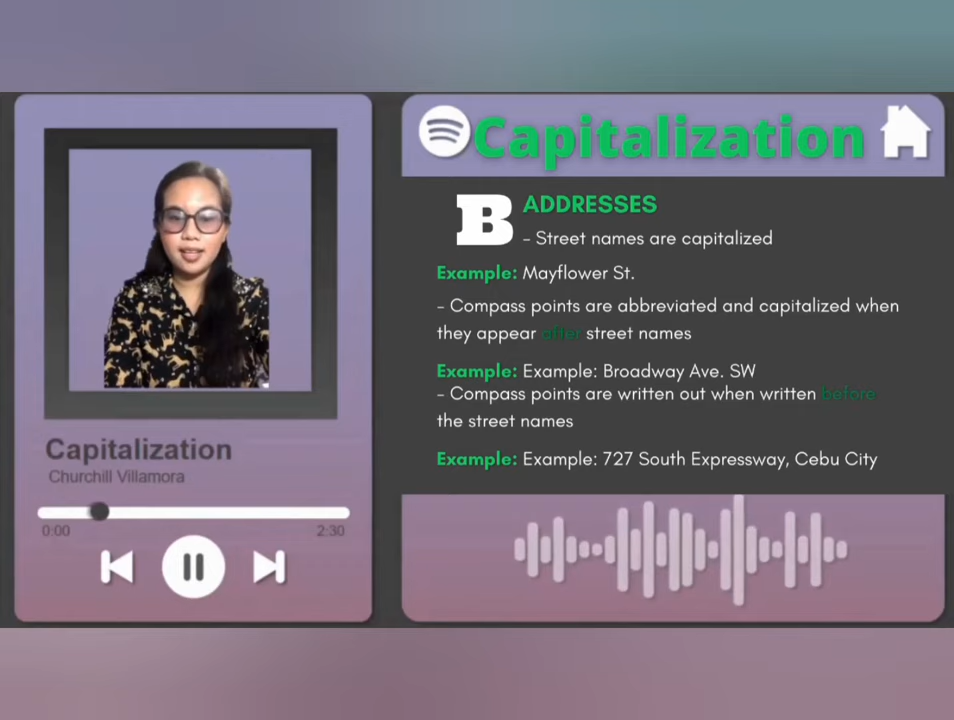 Capitalization
Churchill Villamora
0:00
2:30
Capitalization
B
ADDRESSES
- Street names are capitalized
Example: Mayflower St.
- Compass points are abbreviated and capitalized when
they appear after street names
Example: Example: Broadway Ave. SW
- Compass points are written out when written before
the street names
Example: Example: 727 South Expressway, Cebu City